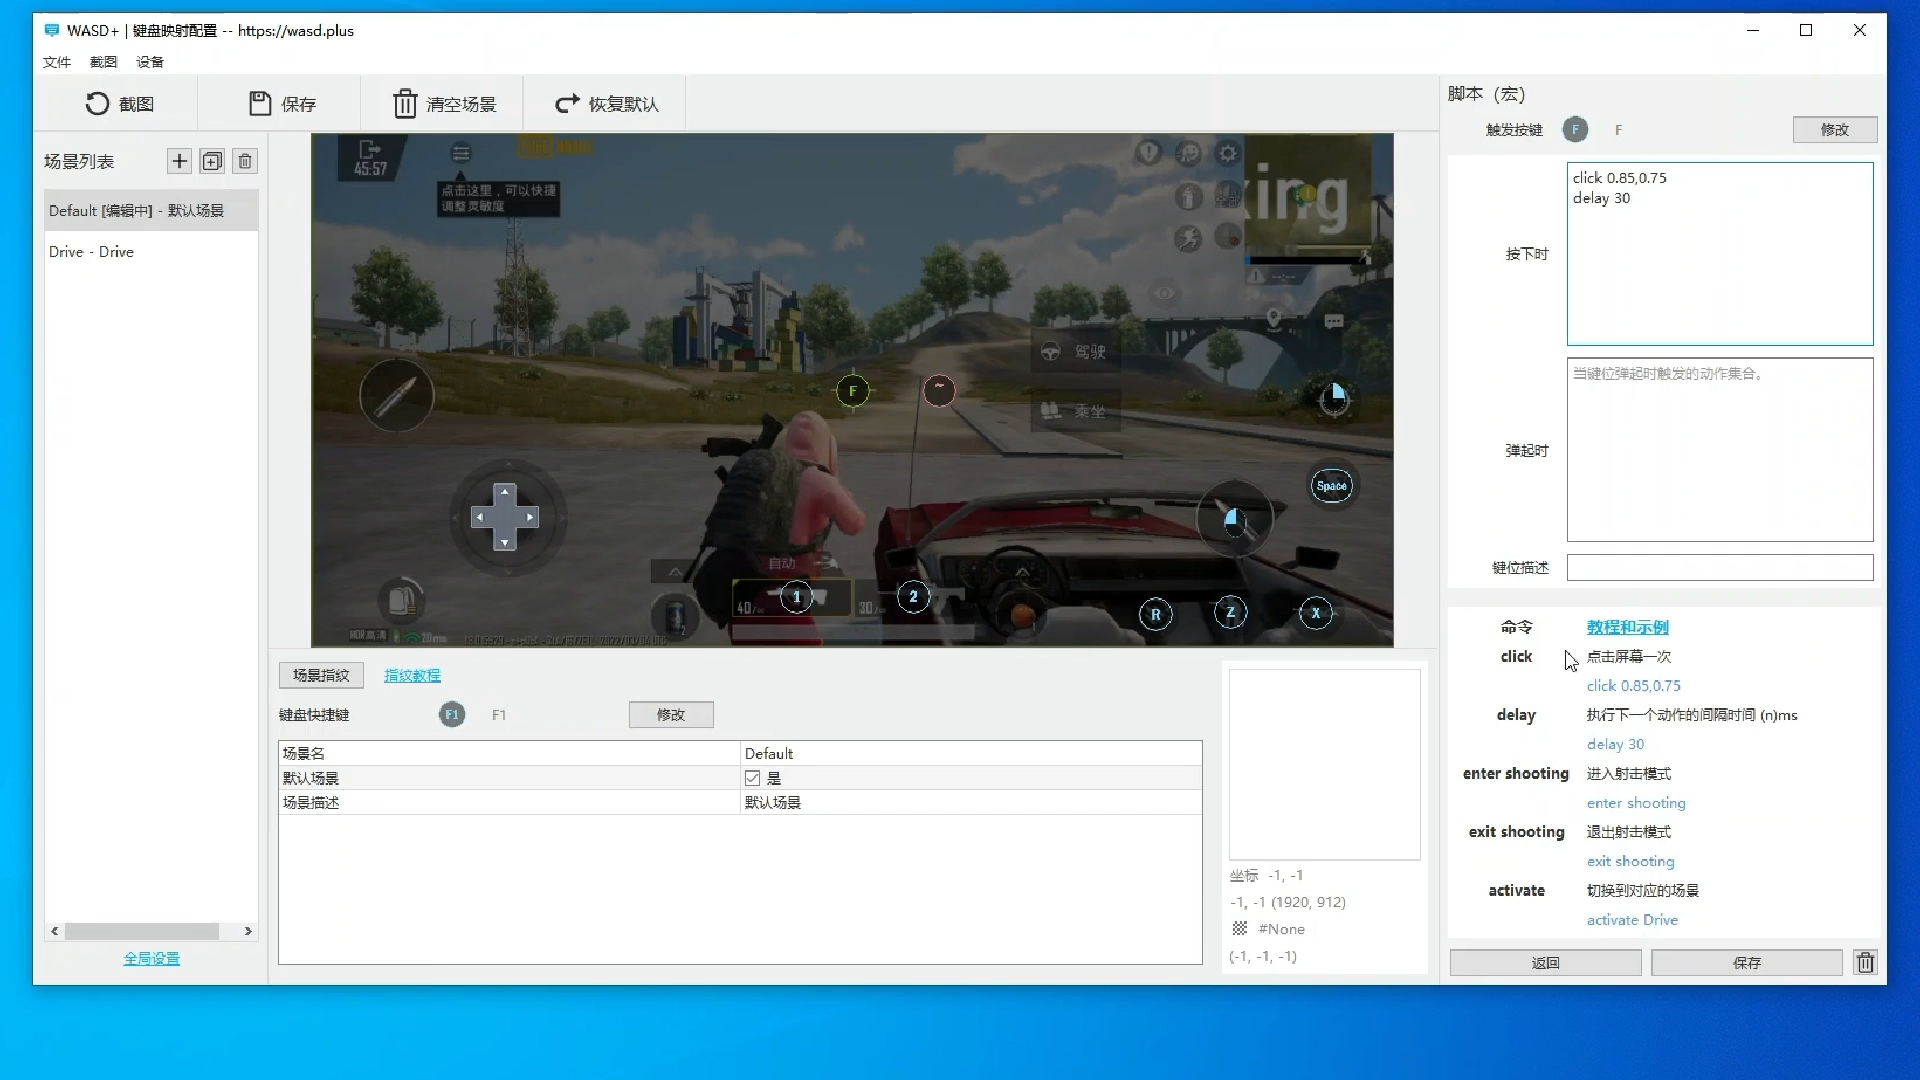 WASD+ | 键盘映射配置 -- https://wasd.plus
文件 截图 设备
截图 保存 清空场景 恢复默认
场景列表
Default [编辑中] - 默认场景
Drive - Drive
全局设置
45:57
点击这里，可以快捷
调整灵敏度
king
驾驶
乘坐
F
Space
自动
40/
30/
1
2
R
Z
X
2
HDR高清
20ms
场景指纹 指纹教程
键盘快捷键 F1 F1 修改
场景名 Default
默认场景 是
场景描述 默认场景
坐标 -1, -1
-1, -1 (1920, 912)
#None
(-1, -1, -1)
脚本（宏）
触发按键 F F 修改
按下时
click 0.85,0.75
delay 30
弹起时
当键位弹起时触发的动作集合。
键位描述
命令 教程和示例
click 点击屏幕一次
click 0.85,0.75
delay 执行下一个动作的间隔时间 (n)ms
delay 30
enter shooting 进入射击模式
enter shooting
exit shooting 退出射击模式
exit shooting
activate 切换到对应的场景
activate Drive
返回 保存